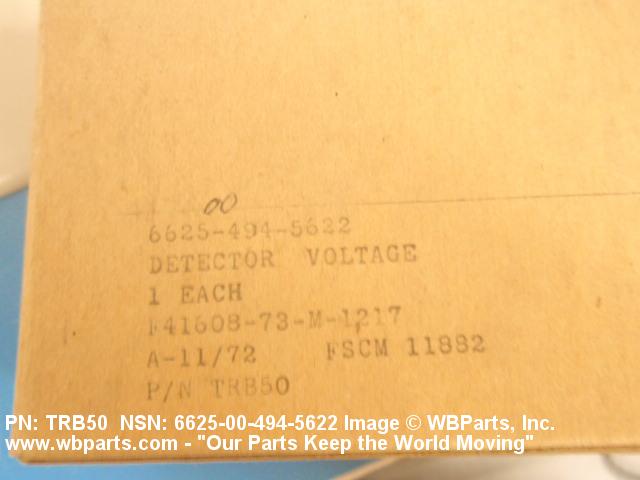 00
6625-494-5622
DETECTOR VOLTAGE
1 EACH
F41608-73-M-1217
A-11/72 FSCM 11882
P/N TRB50
PN: TRB50 NSN: 6625-00-494-5622 Image © WBParts, Inc.
www.wbparts.com - "Our Parts Keep the World Moving"